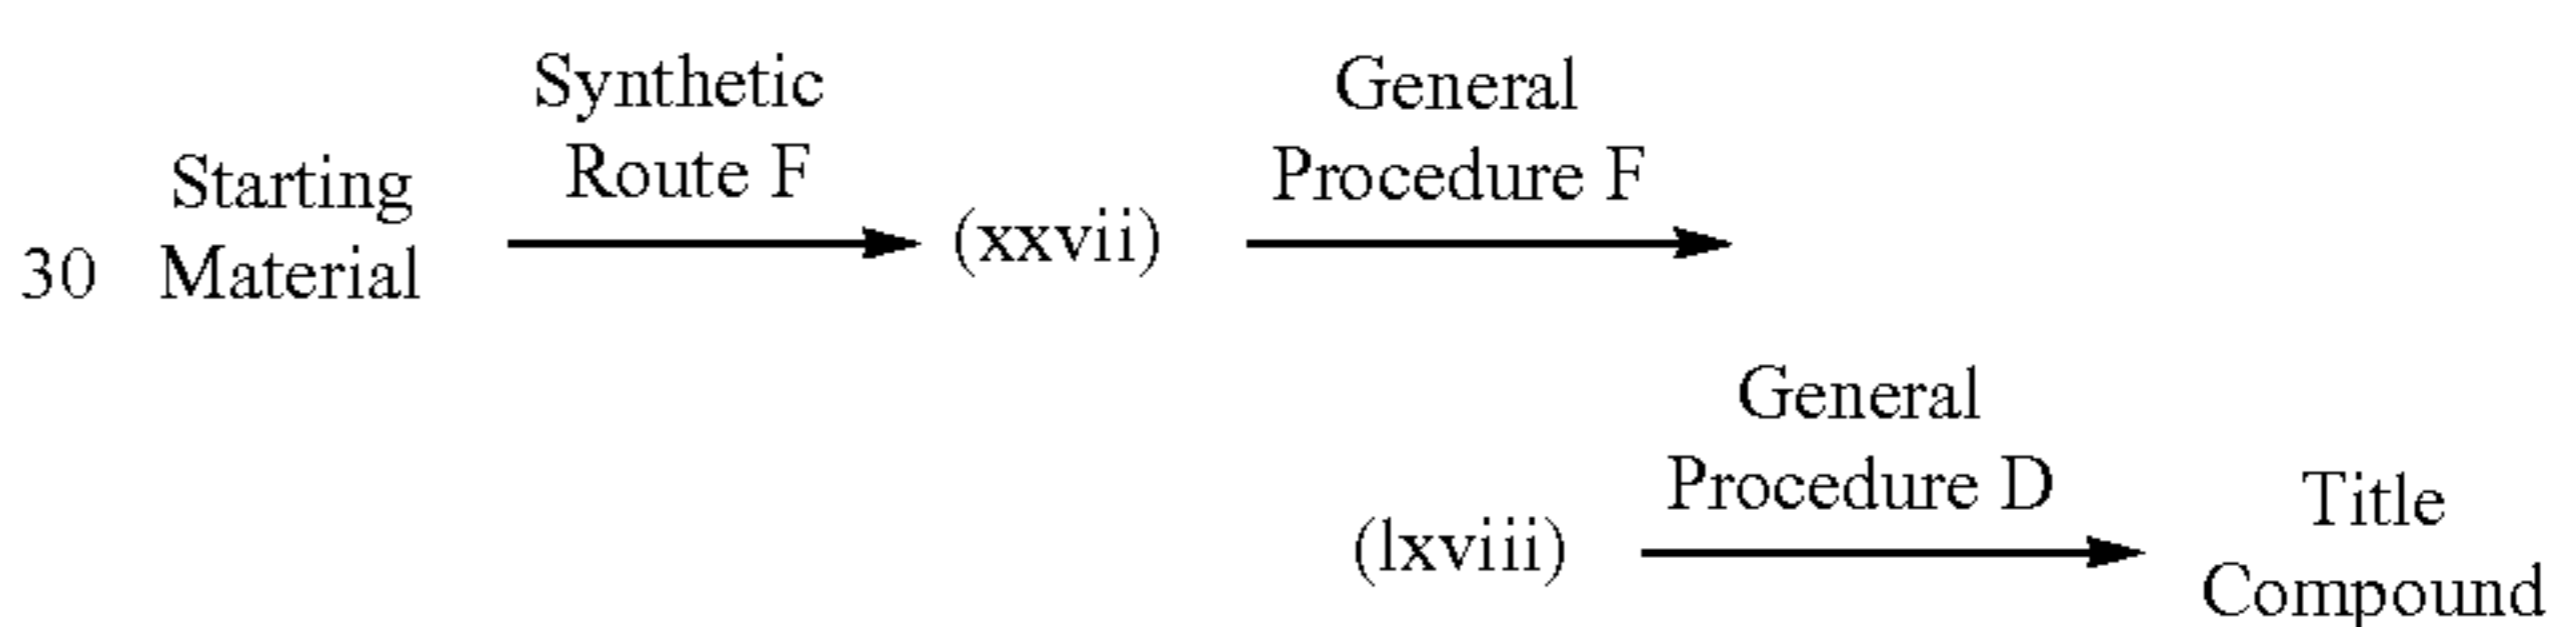 Synthetic
Route F
General
Procedure F
Starting
30 Material
(xxvii)
General
Procedure D
(lxviii)
Title
Compound